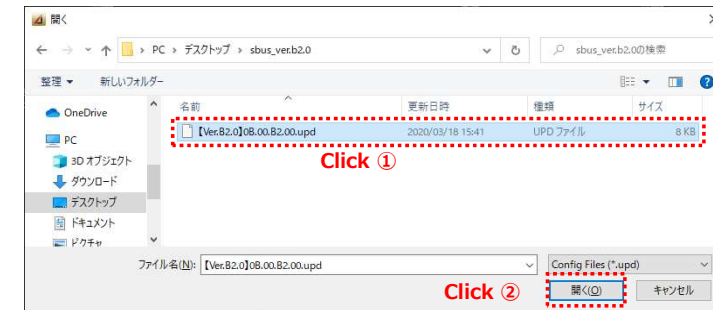 開く
PC › デスクトップ › sbus_ver.b2.0
sbus_ver.b2.0の検索
整理 新しいフォルダー
名前 更新日時 種類 サイズ
OneDrive
【Ver.B2.0】0B.00.B2.00.upd 2020/03/18 15:41 UPD ファイル 8 KB
PC
Click ①
3D オブジェクト
ダウンロード
デスクトップ
ドキュメント
ピクチャ
ファイル名(N): 【Ver.B2.0】0B.00.B2.00.upd Config Files (*.upd)
Click ② 開く(O) キャンセル